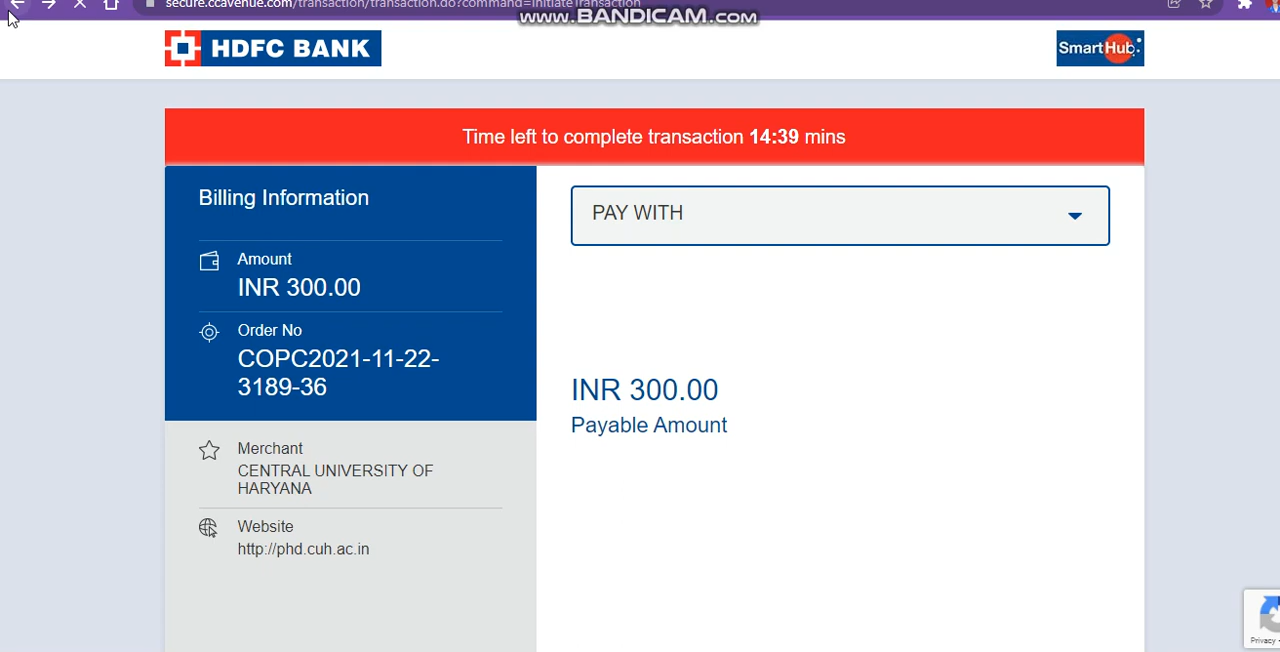 secure.ccavenue.com/transaction/transaction.do?command=initiateTransaction
www.BANDICAM.com
HDFC BANK
SmartHub.
Time left to complete transaction 14:39 mins
Billing Information
PAY WITH
Amount
INR 300.00
Order No
COPC2021-11-22-
3189-36
INR 300.00
Payable Amount
Merchant
CENTRAL UNIVERSITY OF
HARYANA
Website
http://phd.cuh.ac.in
Privacy -